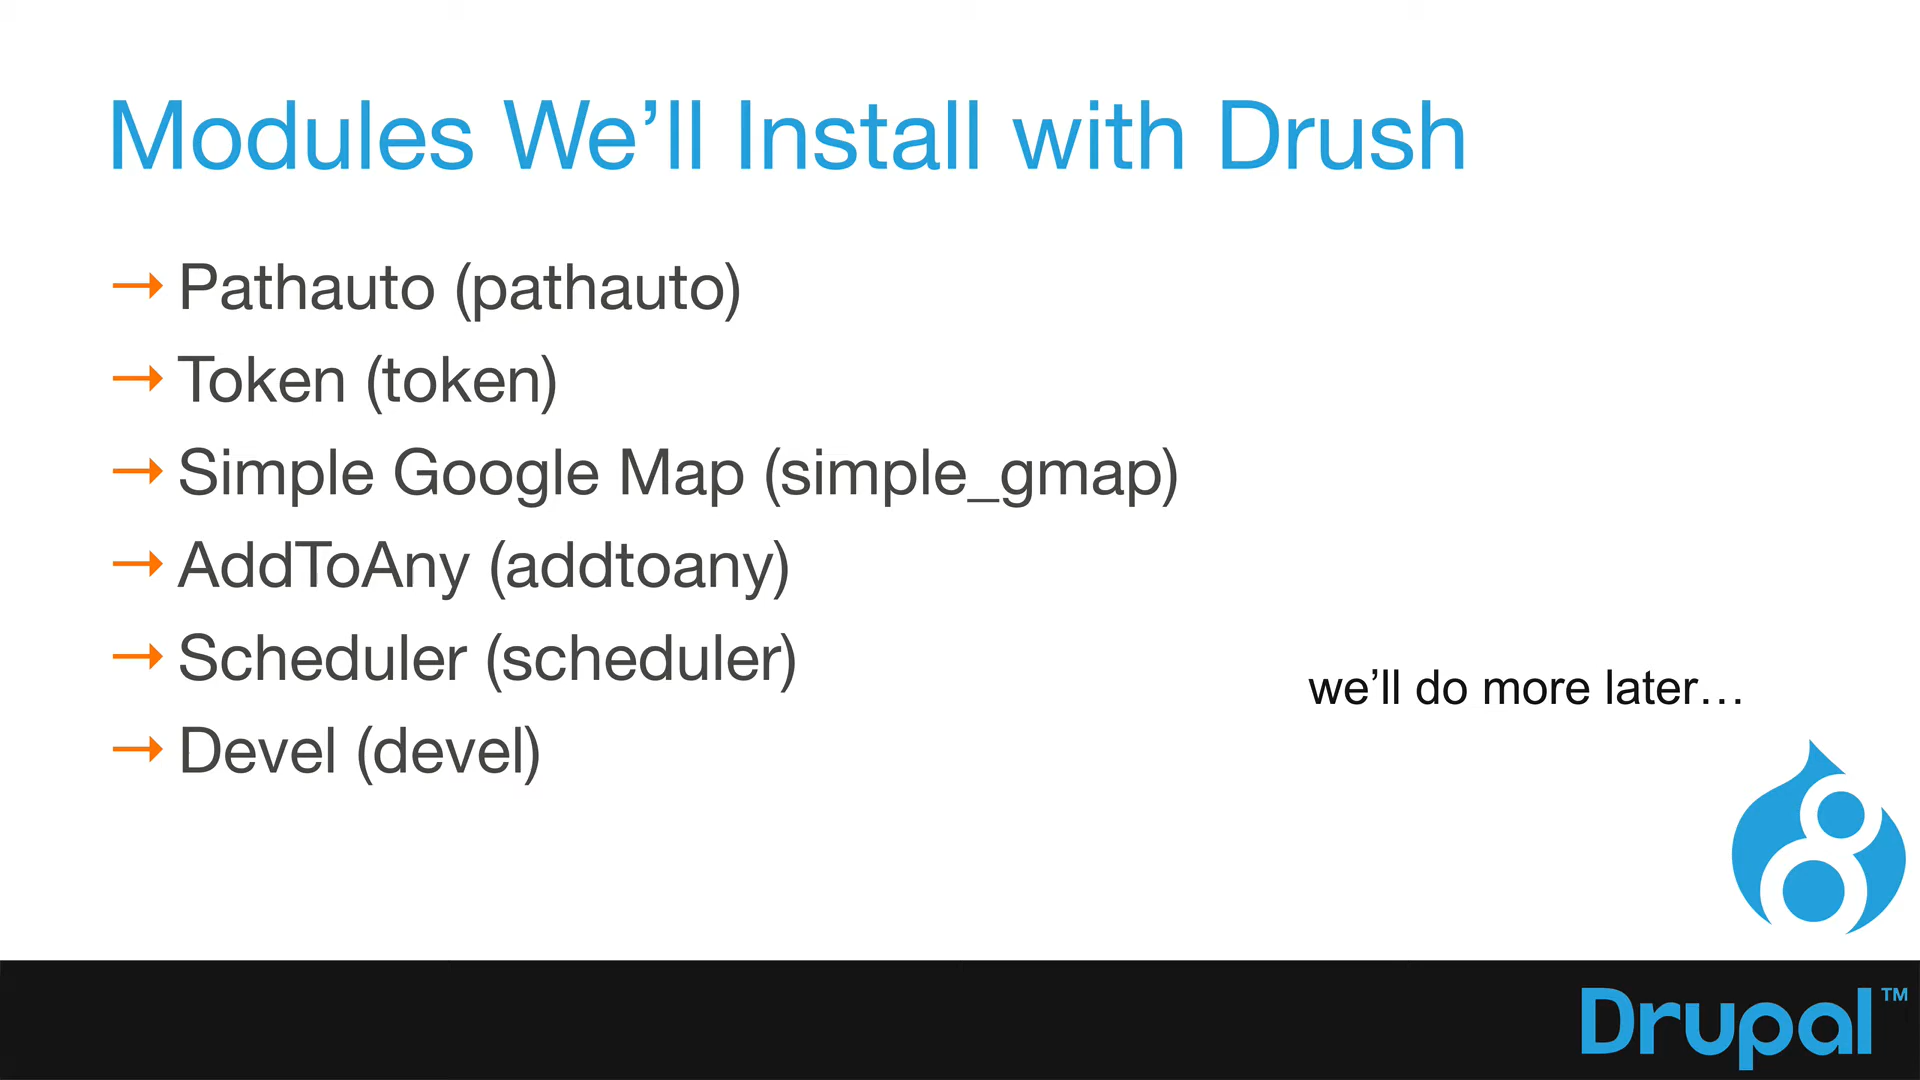 Modules We’ll Install with Drush
→ Pathauto (pathauto)
→ Token (token)
→ Simple Google Map (simple_gmap)
→ AddToAny (addtoany)
→ Scheduler (scheduler)
→ Devel (devel)
we’ll do more later…
8
Drupal™